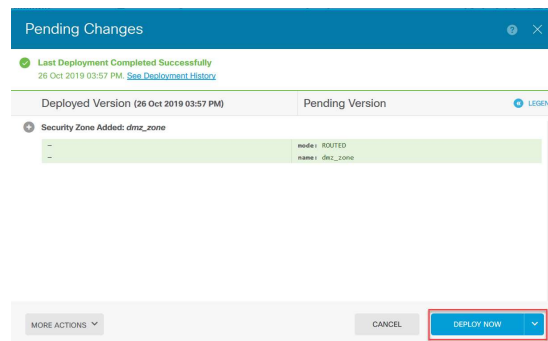 Pending Changes
Last Deployment Completed Successfully
26 Oct 2019 03:57 PM. See Deployment History
Deployed Version (26 Oct 2019 03:57 PM) Pending Version LEGEN
Security Zone Added: dmz_zone
– mode: ROUTED
– name: dmz_zone
MORE ACTIONS CANCEL DEPLOY NOW